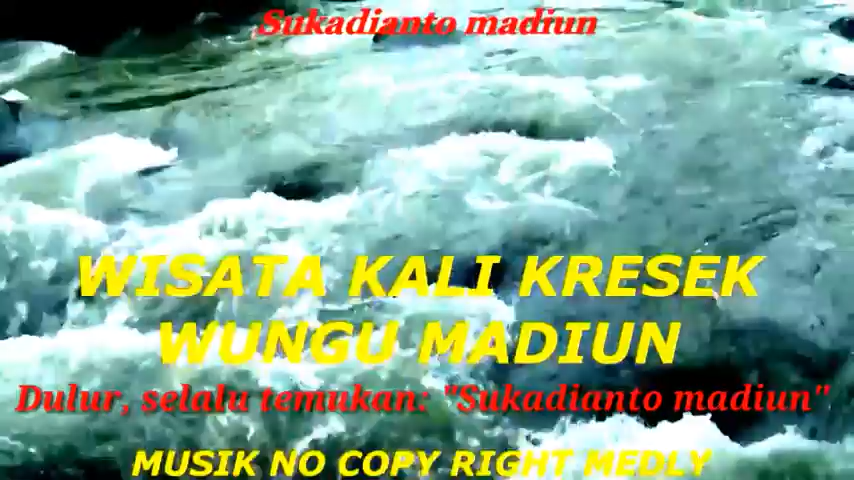 Sukadianto madiun
WISATA KALI KRESEK
WUNGU MADIUN
Dulur, selalu temukan: "Sukadianto madiun"
MUSIK NO COPY RIGHT MEDLY